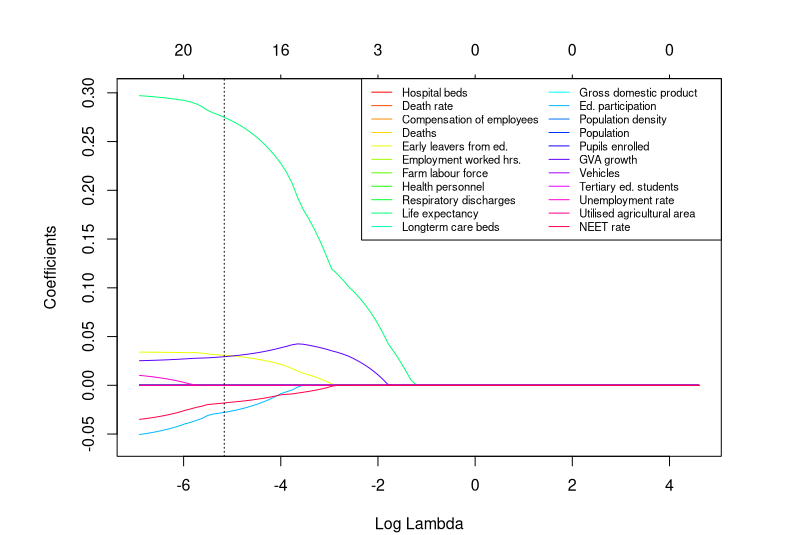 20 16 3 0 0 0
0.30
0.25
0.20
0.15
0.10
0.05
0.00
-0.05
Coefficients
Hospital beds
Death rate
Compensation of employees
Deaths
Early leavers from ed.
Employment worked hrs.
Farm labour force
Health personnel
Respiratory discharges
Life expectancy
Longterm care beds
Gross domestic product
Ed. participation
Population density
Population
Pupils enrolled
GVA growth
Vehicles
Tertiary ed. students
Unemployment rate
Utilised agricultural area
NEET rate
-6 -4 -2 0 2 4
Log Lambda